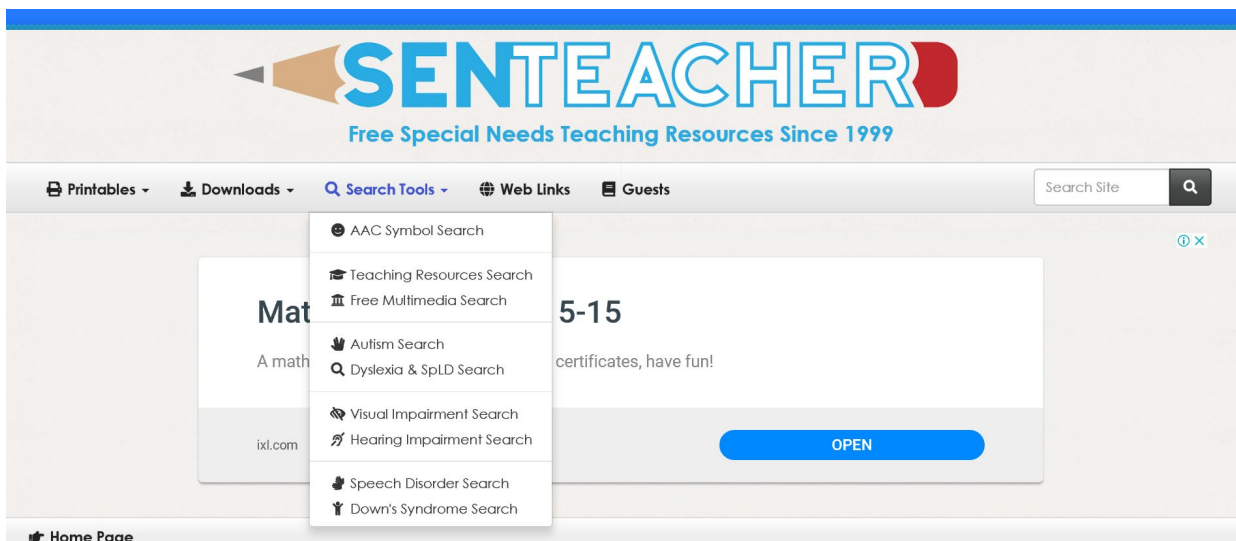 SENTEACHER
Free Special Needs Teaching Resources Since 1999
Printables Downloads Search Tools Web Links Guests Search Site
AAC Symbol Search
Teaching Resources Search
Free Multimedia Search
Mat 5-15
Autism Search
A math certificates, have fun!
Dyslexia & SpLD Search
Visual Impairment Search
Hearing Impairment Search
ixl.com OPEN
Speech Disorder Search
Down's Syndrome Search
Home Page